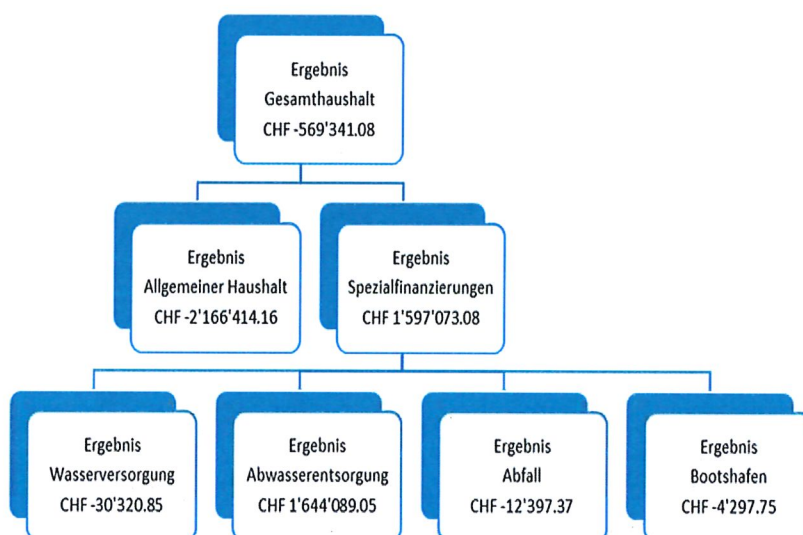 Ergebnis
Gesamthaushalt
CHF -569'341.08
Ergebnis
Allgemeiner Haushalt
CHF -2'166'414.16
Ergebnis
Spezialfinanzierungen
CHF 1'597'073.08
Ergebnis
Wasserversorgung
CHF -30'320.85
Ergebnis
Abwasserentsorgung
CHF 1'644'089.05
Ergebnis
Abfall
CHF -12'397.37
Ergebnis
Bootshafen
CHF -4'297.75